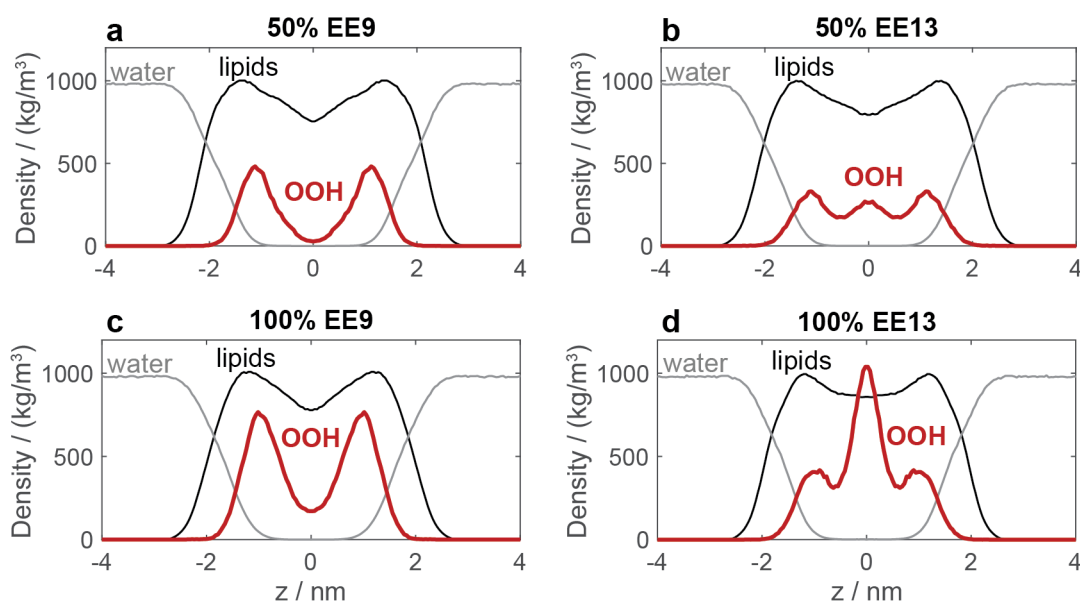 a 50% EE9
Density / (kg/m³)
1000
500
0
water
lipids
OOH
-4 -2 0 2 4
b 50% EE13
Density / (kg/m³)
1000
500
0
water
lipids
OOH
-4 -2 0 2 4
c 100% EE9
Density / (kg/m³)
1000
500
0
water
lipids
OOH
-4 -2 0 2 4
z / nm
d 100% EE13
Density / (kg/m³)
1000
500
0
water
lipids
OOH
-4 -2 0 2 4
z / nm